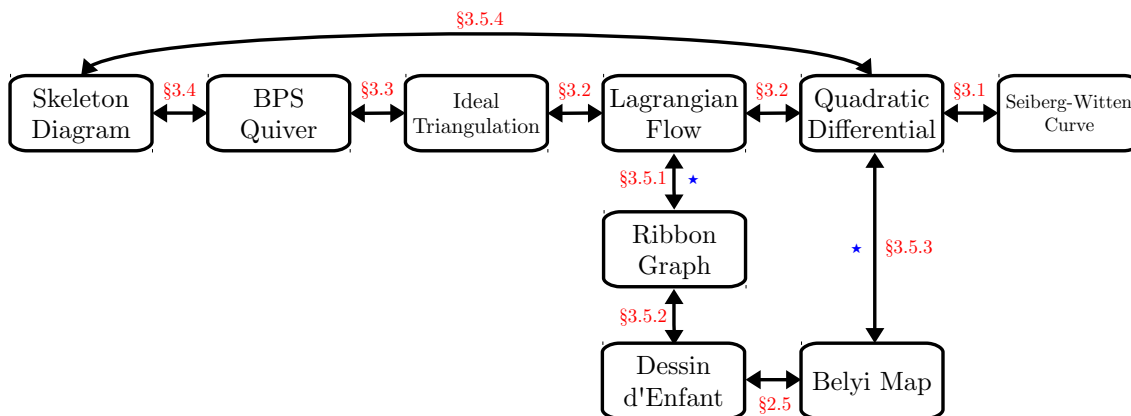 §3.5.4
Skeleton
Diagram
§3.4
BPS
Quiver
§3.3
Ideal
Triangulation
§3.2
Lagrangian
Flow
§3.2
Quadratic
Differential
§3.1
Seiberg-Witten
Curve
§3.5.1
★
Ribbon
Graph
★
§3.5.3
§3.5.2
Dessin
d'Enfant
§2.5
Belyi Map